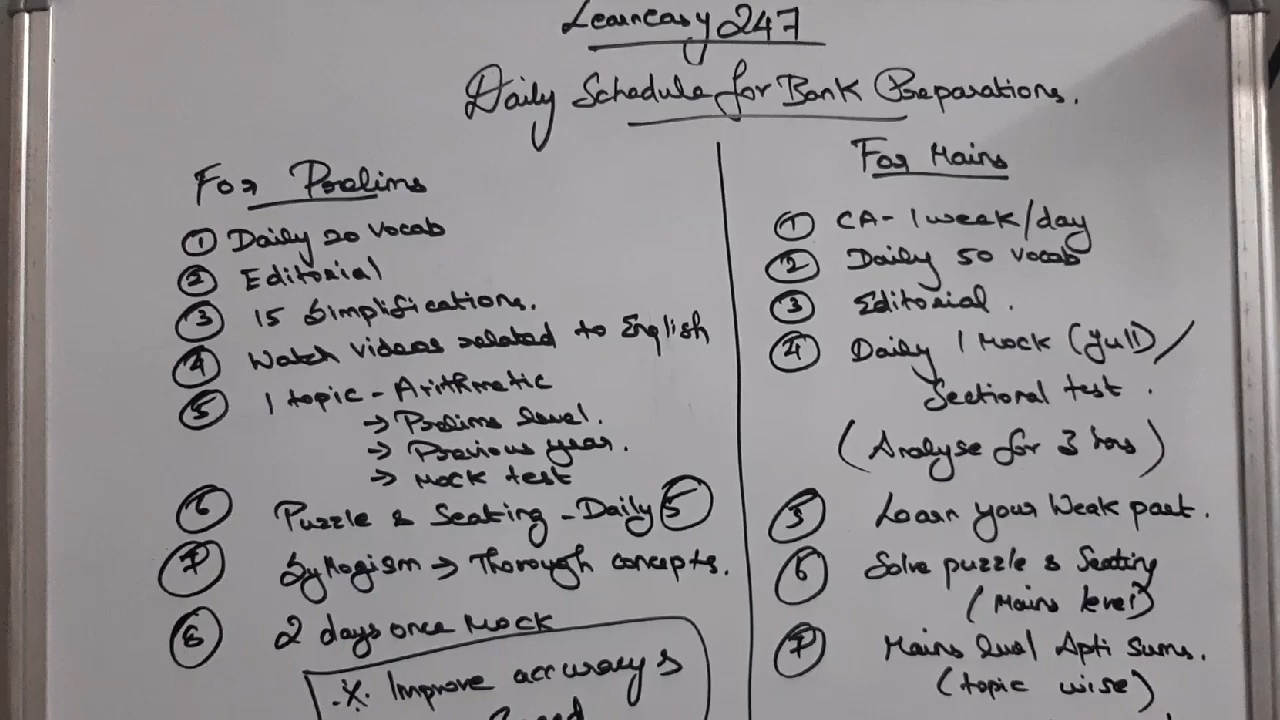 Learneasy 247
Daily Schedule for Bank Preparations.
For Prelims
① Daily 20 vocab
② Editorial
③ 15 Simplifications.
④ Watch videos related to English
⑤ 1 topic - Arithmetic
→ Prelims level.
→ Previous year.
→ Mock test
⑥ Puzzle & Seating - Daily ⑤
⑦ Syllogism → Thorough concepts.
⑧ 2 days once Mock
※ Improve accuracy &
Speed
For Mains
① CA - 1 week/day
② Daily 50 vocab
③ Editorial.
④ Daily 1 Mock (full) /
Sectional test.
(Analyse for 3 hrs)
⑤ Learn your Weak part.
⑥ Solve puzzle & Seating
(Mains level)
⑦ Mains level Apti Sums.
(topic wise)